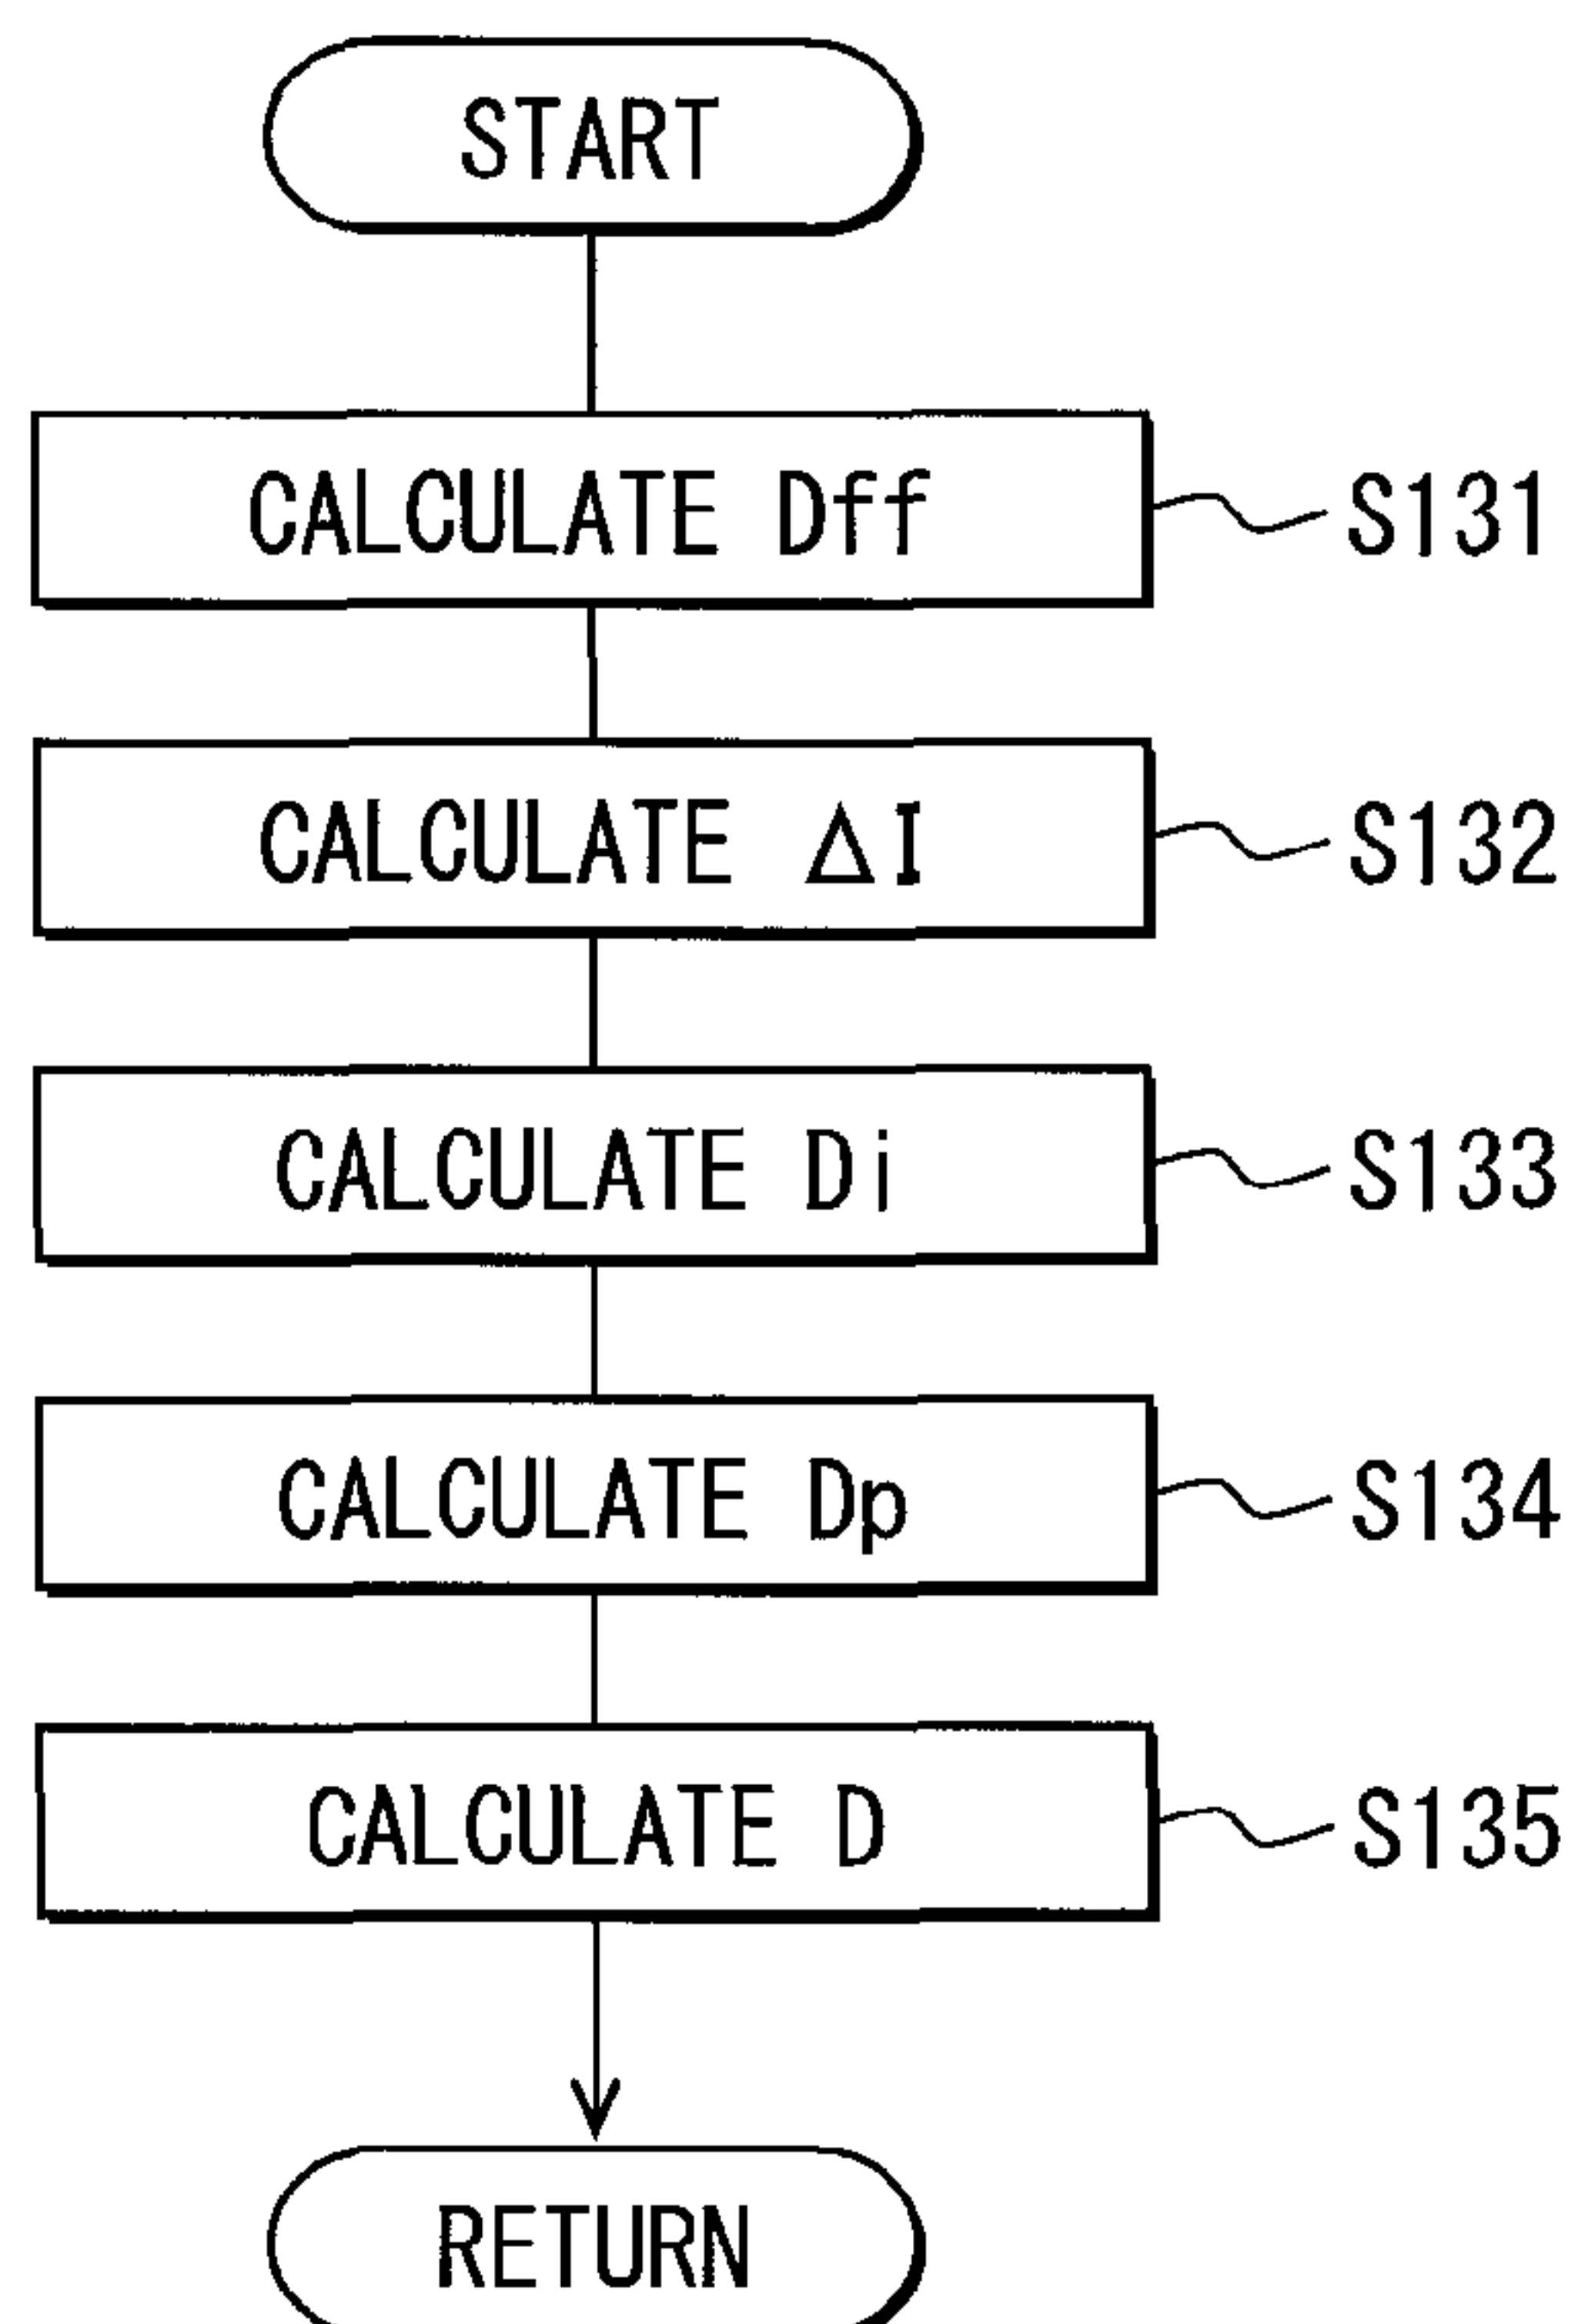 START
CALCULATE Dff S131
CALCULATE ΔI S132
CALCULATE Di S133
CALCULATE Dp S134
CALCULATE D S135
RETURN